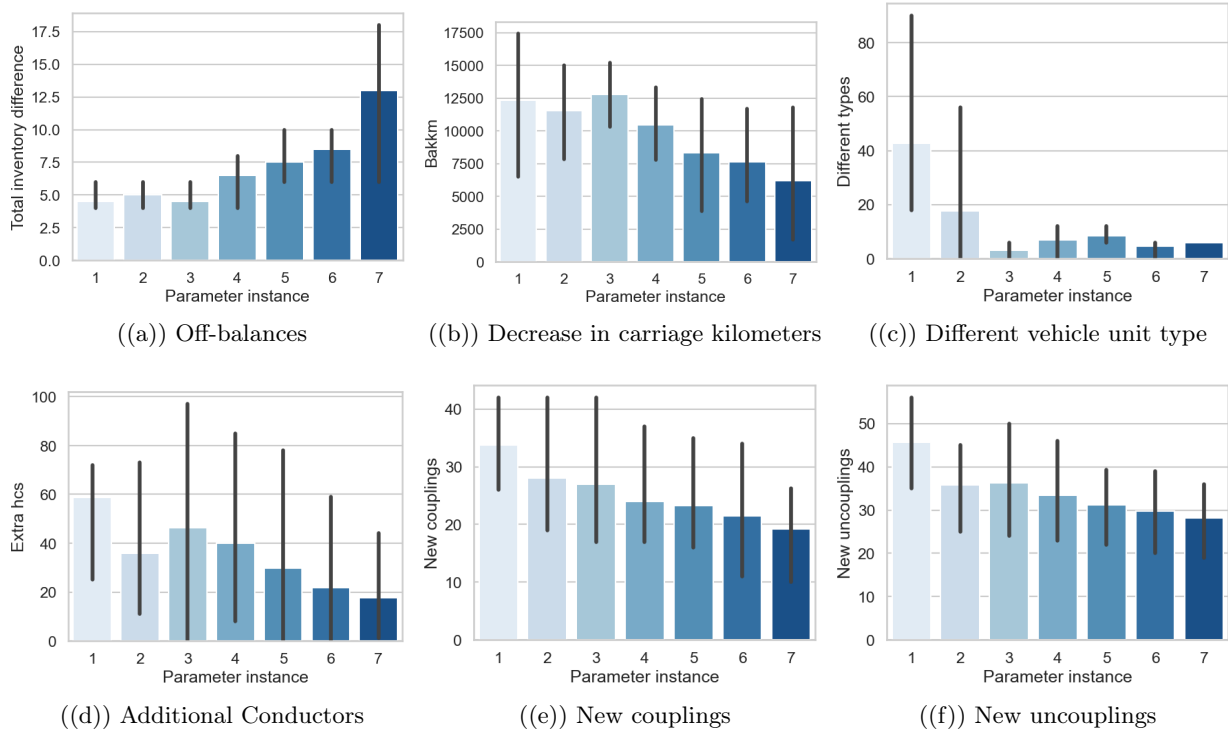 Total inventory difference
17.5
15.0
12.5
10.0
7.5
5.0
2.5
0.0
1 2 3 4 5 6 7
Parameter instance
((a)) Off-balances
Bakkm
17500
15000
12500
10000
7500
5000
2500
0
1 2 3 4 5 6 7
Parameter instance
((b)) Decrease in carriage kilometers
Different types
80
60
40
20
0
1 2 3 4 5 6 7
Parameter instance
((c)) Different vehicle unit type
Extra hcs
100
80
60
40
20
0
1 2 3 4 5 6 7
Parameter instance
((d)) Additional Conductors
New couplings
40
30
20
10
0
1 2 3 4 5 6 7
Parameter instance
((e)) New couplings
New uncouplings
50
40
30
20
10
0
1 2 3 4 5 6 7
Parameter instance
((f)) New uncouplings